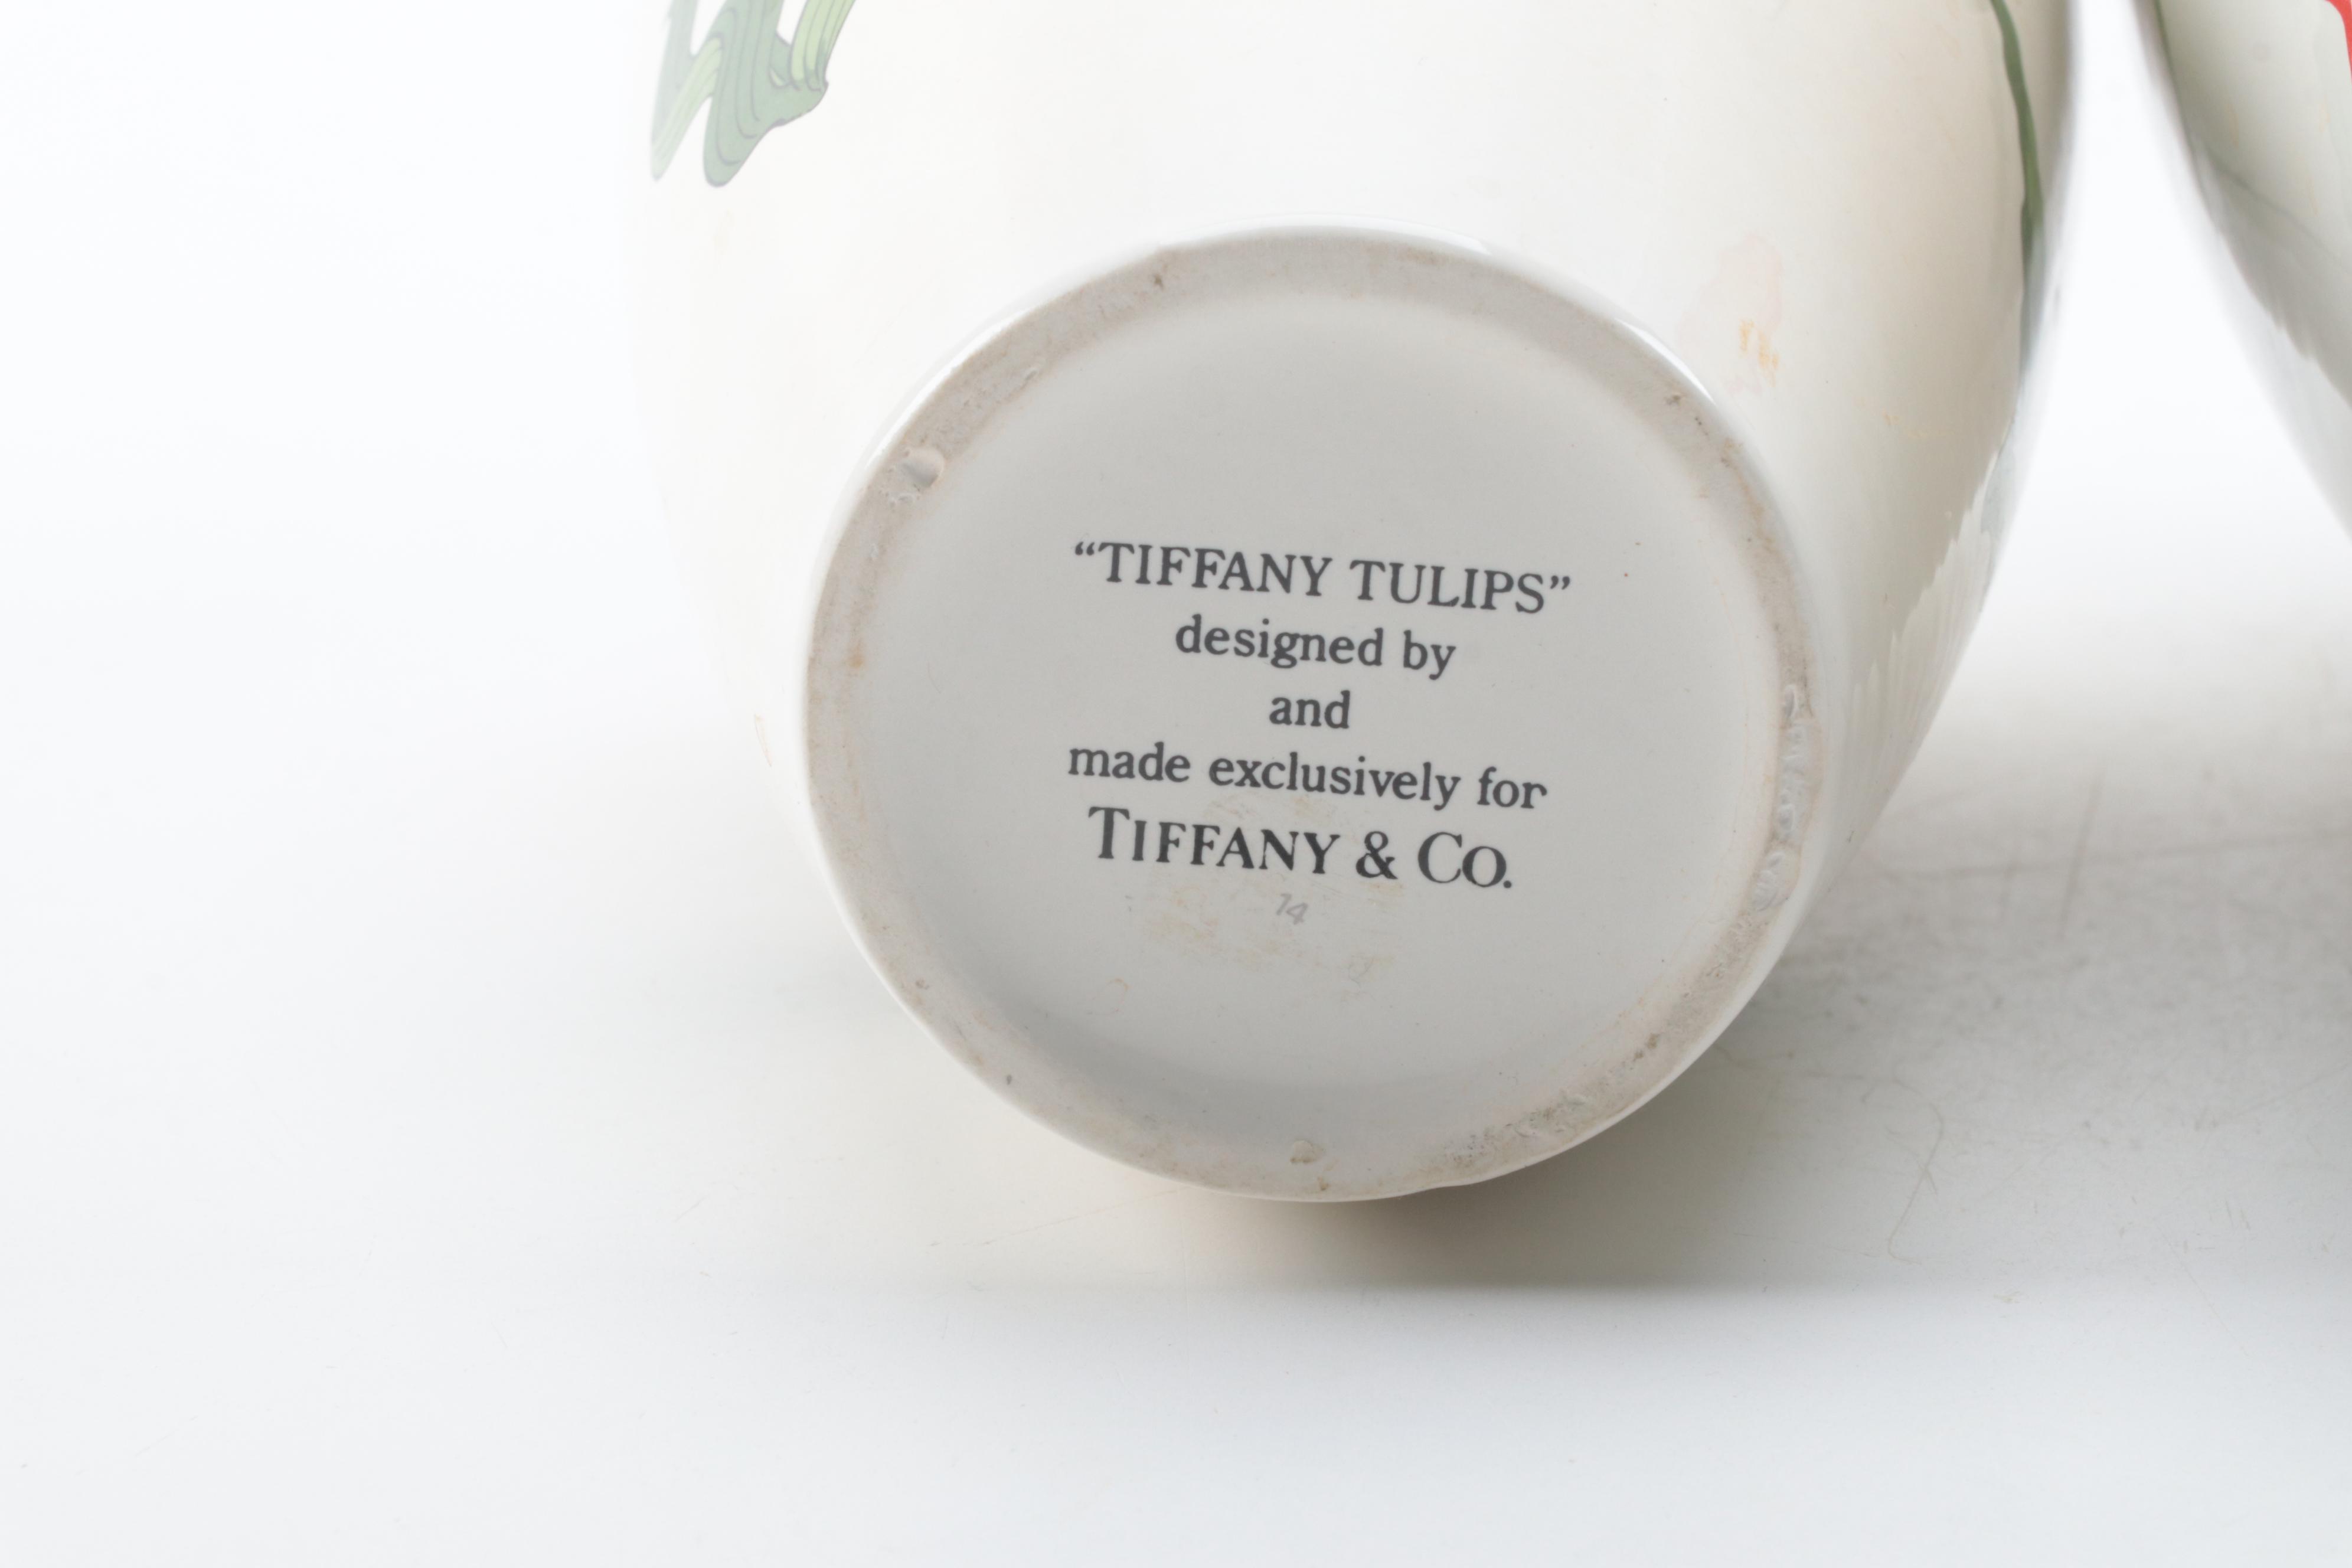 “TIFFANY TULIPS”
designed by
and
made exclusively for
TIFFANY & CO.
14